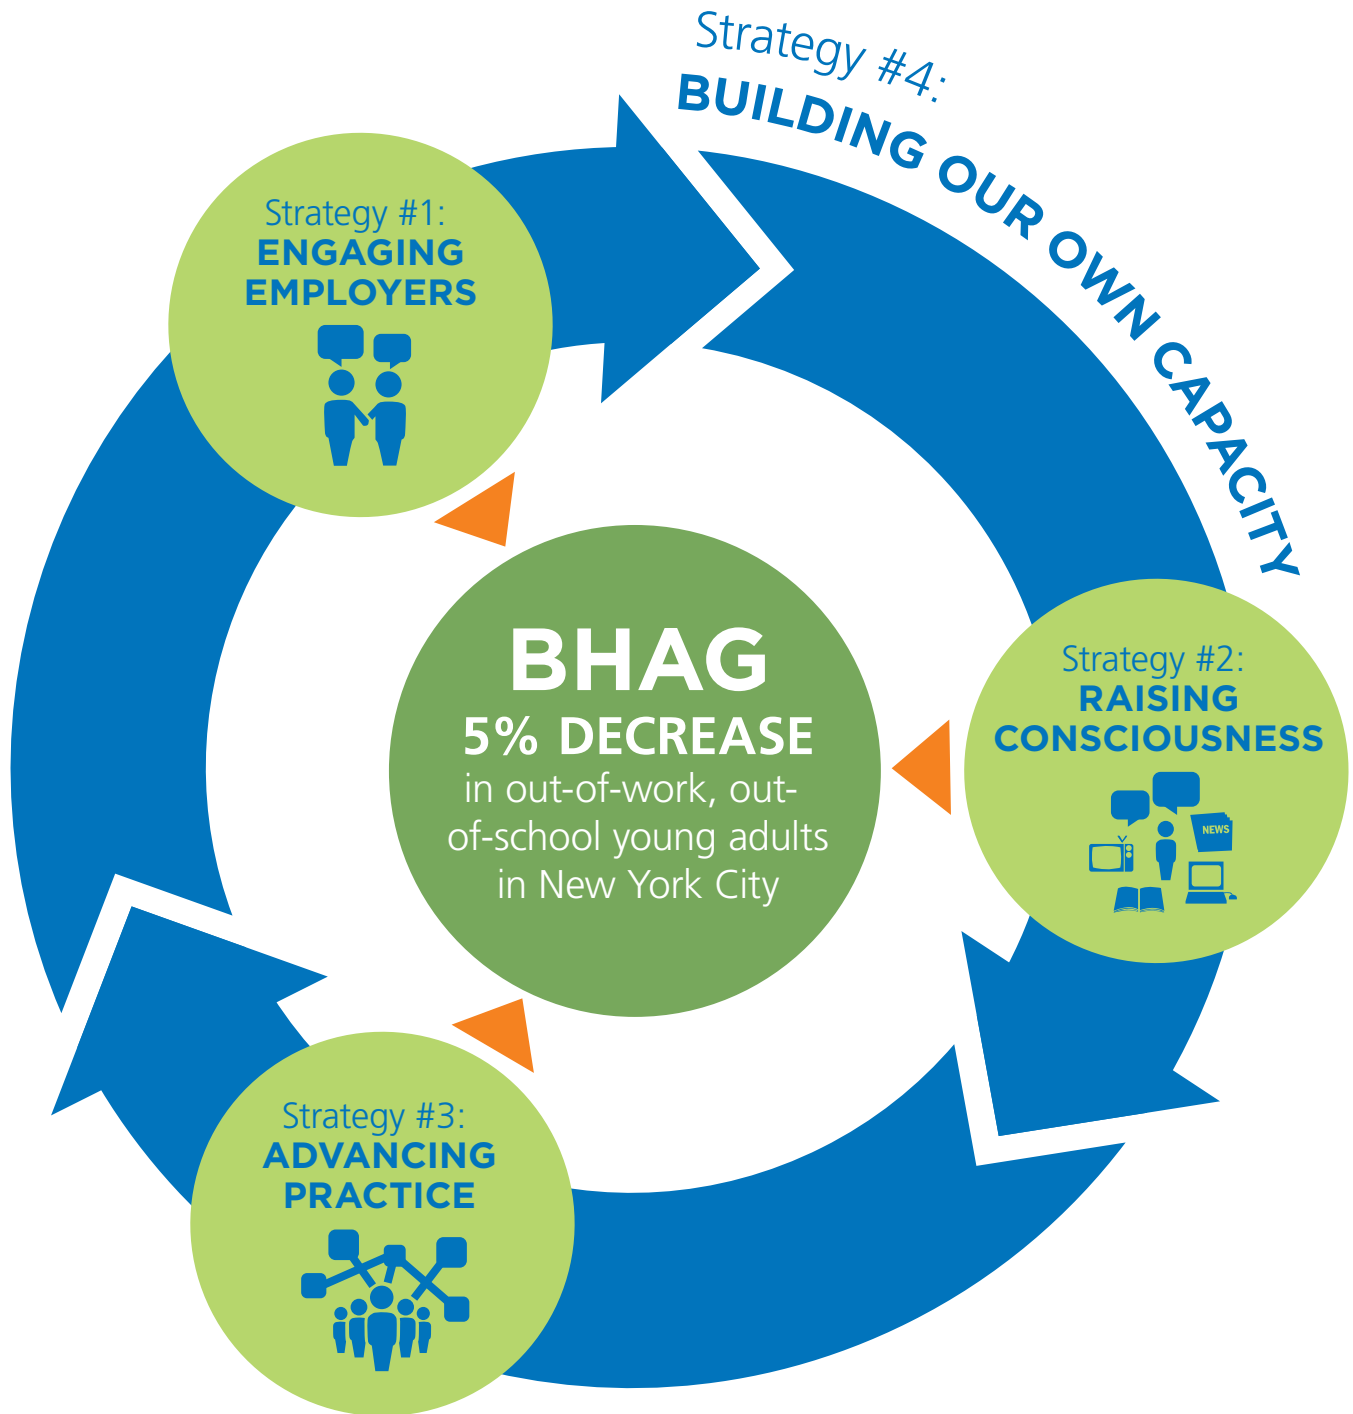 Strategy #4:
BUILDING OUR OWN CAPACITY
Strategy #1:
ENGAGING
EMPLOYERS
BHAG
5% DECREASE
in out-of-work, out-
of-school young adults
in New York City
Strategy #2:
RAISING
CONSCIOUSNESS
NEWS
Strategy #3:
ADVANCING
PRACTICE